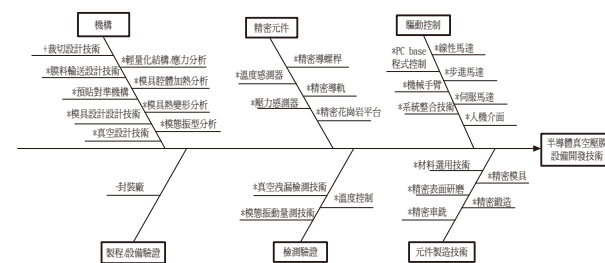 機構
+裁切設計技術
*膜料輸送設計技術
*預貼對準機構
*模具設計設計技術
*真空設計技術
*輕量化結構/應力分析
*模具腔體加熱分析
*模具熱變形分析
*模態振型分析
精密元件
*溫度感測器
*壓力感測器
*精密導螺桿
*精密導軌
*精密花崗岩平台
驅動控制
*PC base
程式控制
*機械手臂
*系統整合技術
*線性馬達
*步進馬達
*伺服馬達
*人機介面
半導體真空壓膜
設備開發技術
-封裝廠
製程/設備驗證
*真空洩漏檢測技術
*模態振動量測技術
*溫度控制
檢測驗證
*材料選用技術
*精密表面研磨
*精密車銑
*精密模具
*精密鍛造
元件製造技術